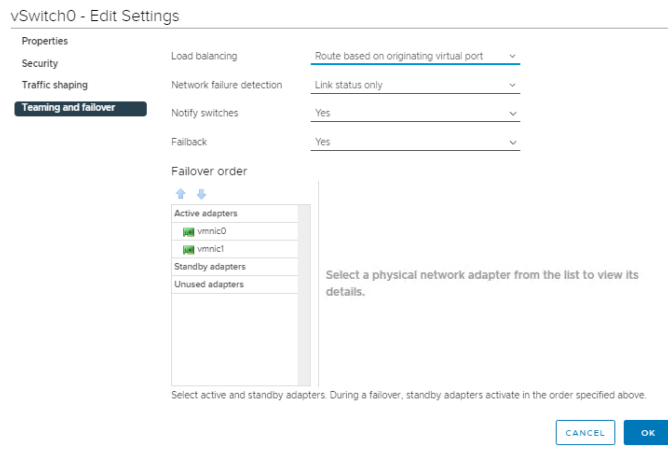 vSwitch0 - Edit Settings
Properties
Security
Traffic shaping
Teaming and failover
Load balancing Route based on originating virtual port
Network failure detection Link status only
Notify switches Yes
Failback Yes
Failover order
Active adapters
vmnic0
vmnic1
Standby adapters
Unused adapters
Select a physical network adapter from the list to view its
details.
Select active and standby adapters. During a failover, standby adapters activate in the order specified above.
CANCEL OK